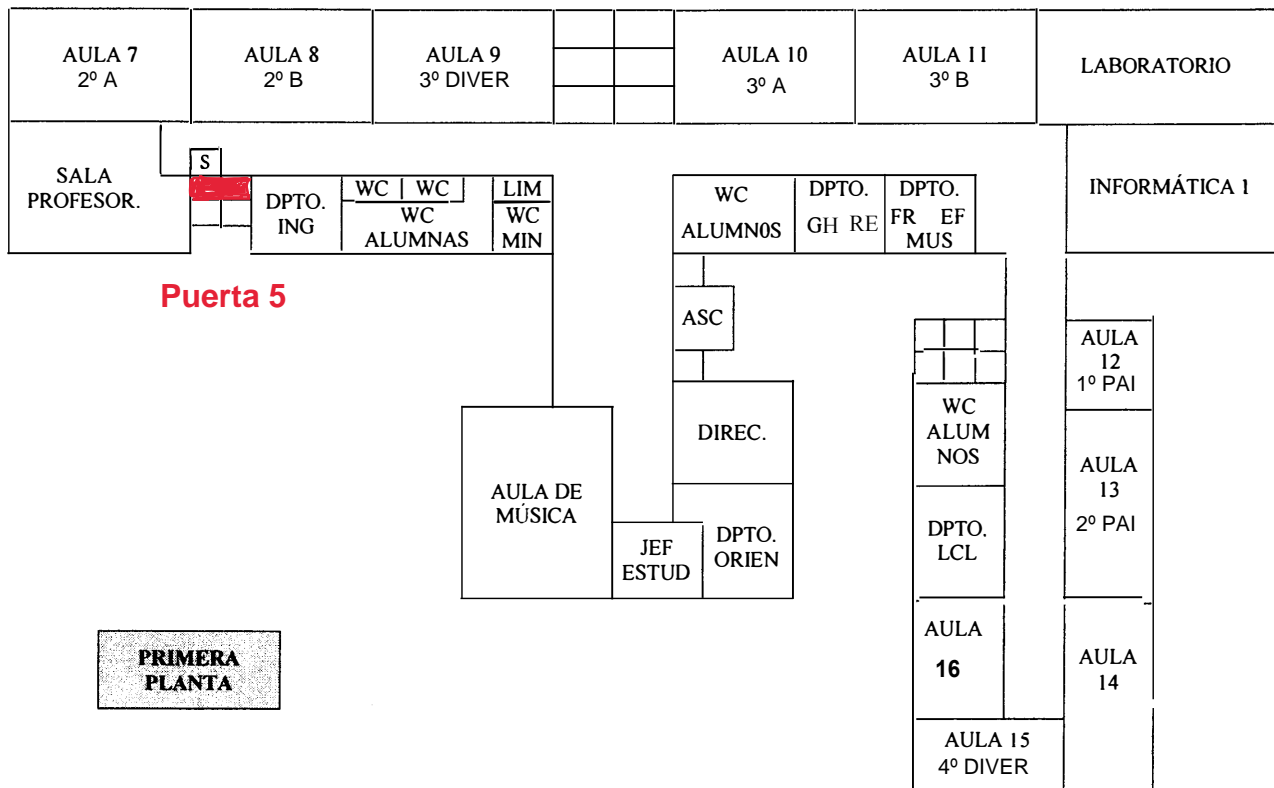 AULA 7
2º A
AULA 8
2º B
AULA 9
3º DIVER
AULA 10
3º A
AULA 11
3º B
LABORATORIO
SALA
PROFESOR.
S
DPTO.
ING
WC
WC
WC
ALUMNAS
LIM
WC
MIN
WC
ALUMN0S
DPTO.
GH RE
DPTO.
FR EF
MUS
INFORMÁTICA 1
Puerta 5
ASC
DIREC.
AULA DE
MÚSICA
JEF
ESTUD
DPTO.
ORIEN
WC
ALUM
NOS
DPTO.
LCL
AULA
16
AULA
12
1º PAI
AULA
13
2º PAI
AULA
14
AULA 15
4º DIVER
PRIMERA
PLANTA